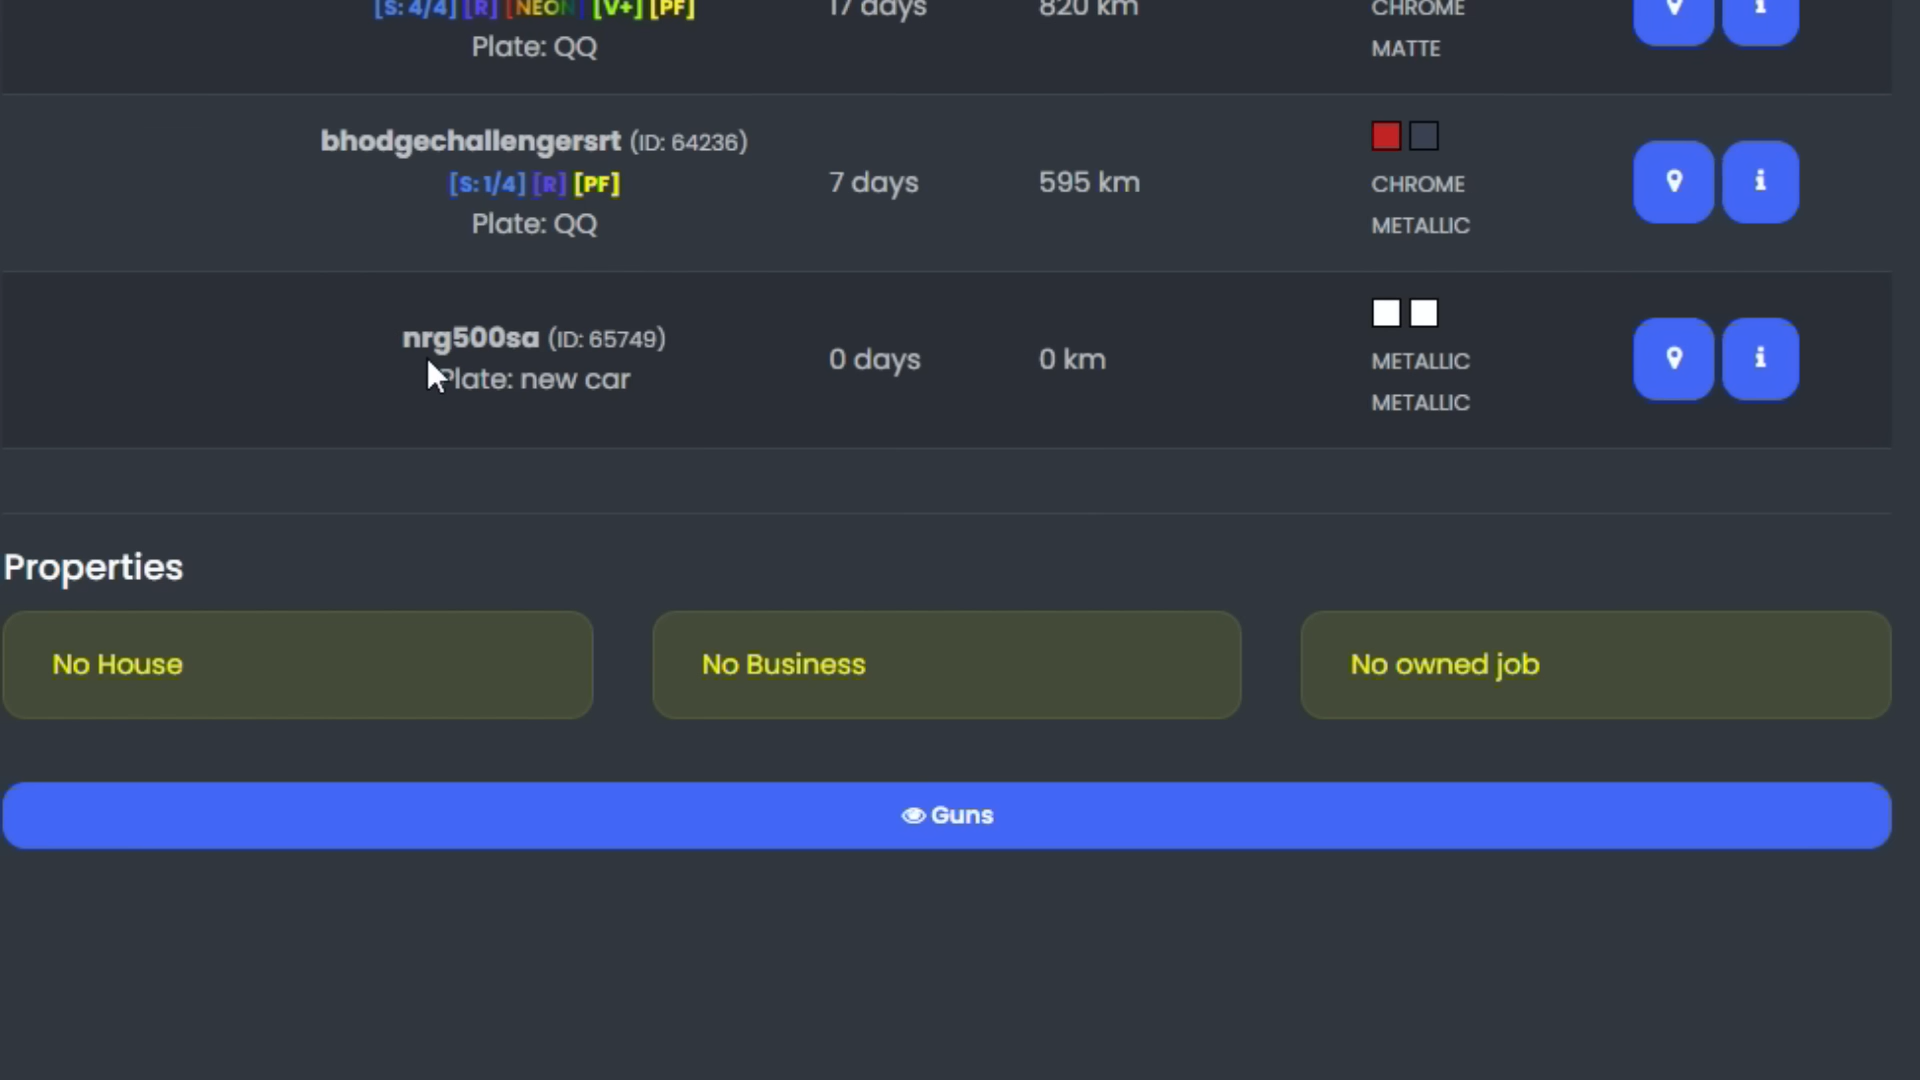 [S: 4/4] [R] [NEON] [V+] [PF]
Plate: QQ
17 days
820 km
CHROME
MATTE
bhodgechallengersrt (ID: 64236)
[S: 1/4] [R] [PF]
Plate: QQ
7 days
595 km
CHROME
METALLIC
nrg500sa (ID: 65749)
Plate: new car
0 days
0 km
METALLIC
METALLIC
Properties
No House
No Business
No owned job
Guns